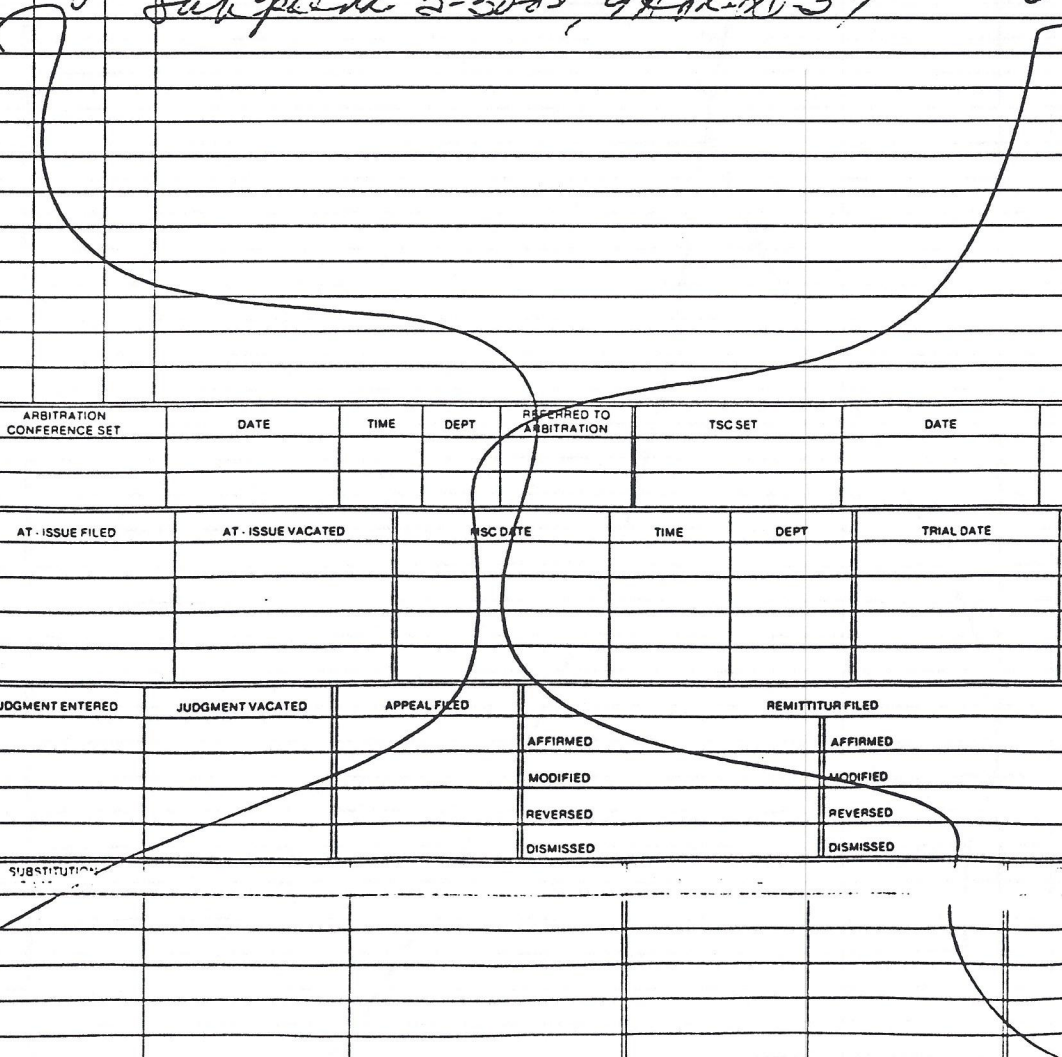 ARBITRATION CONFERENCE SET DATE TIME DEPT REFERRED TO ARBITRATION TSC SET DATE
AT - ISSUE FILED AT - ISSUE VACATED MSC DATE TIME DEPT TRIAL DATE
JDGMENT ENTERED JUDGMENT VACATED APPEAL FILED REMITTITUR FILED
AFFIRMED AFFIRMED
MODIFIED MODIFIED
REVERSED REVERSED
DISMISSED DISMISSED
SUBSTITUTION